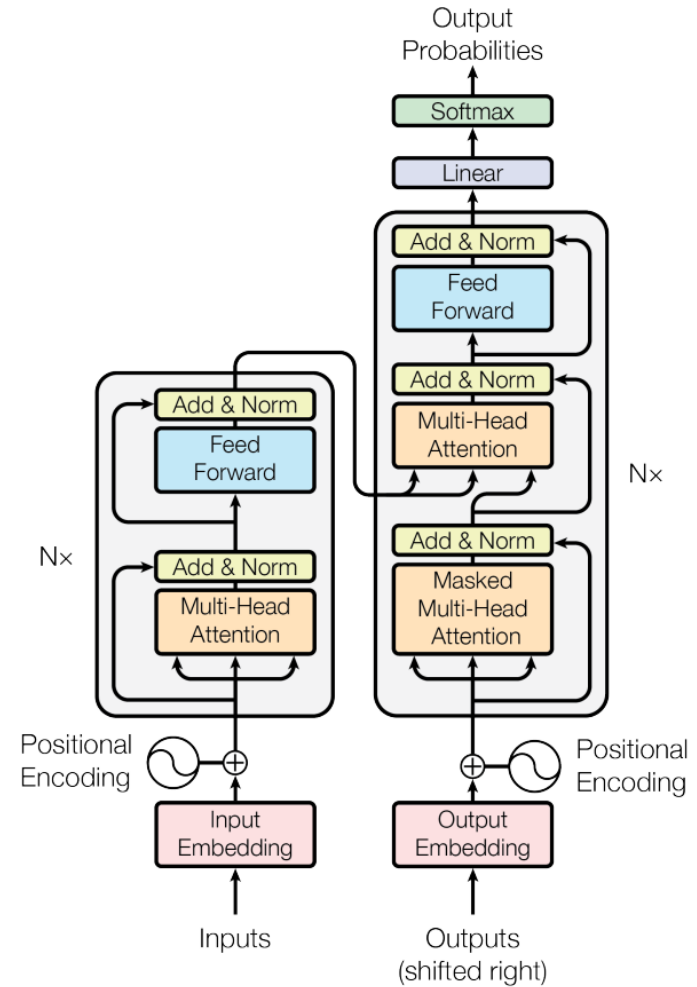 Output
Probabilities
Softmax
Linear
Add & Norm
Feed
Forward
Add & Norm
Multi-Head
Attention
Add & Norm
Masked
Multi-Head
Attention
N×
Add & Norm
Feed
Forward
N×
Add & Norm
Multi-Head
Attention
Positional
Encoding
Positional
Encoding
Input
Embedding
Output
Embedding
Inputs
Outputs
(shifted right)